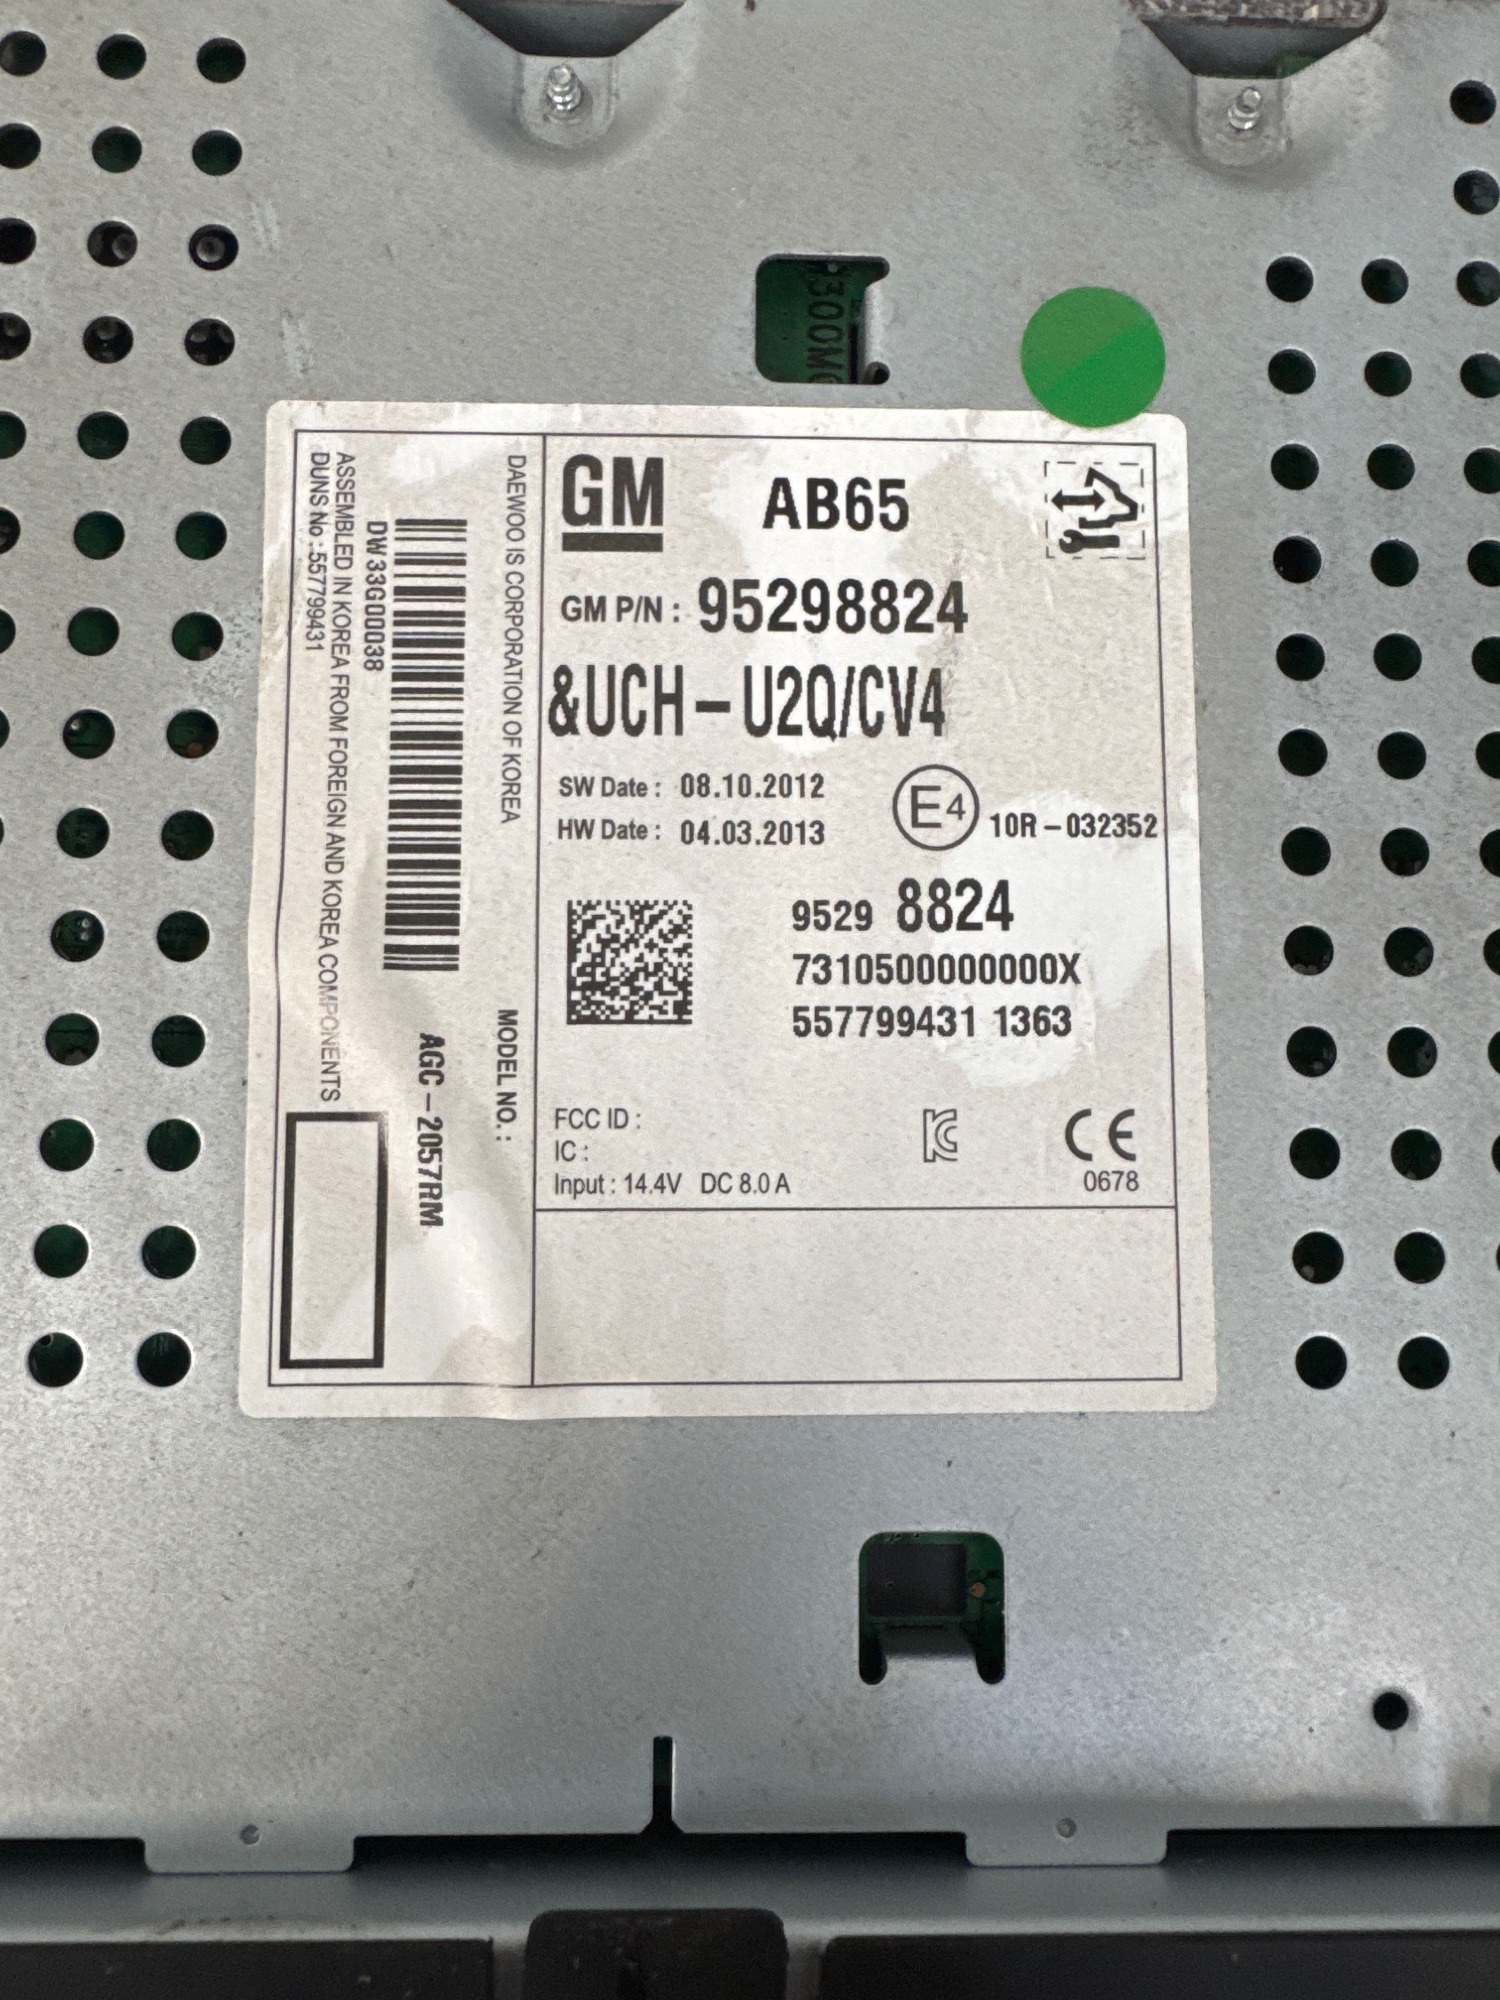 300M
GM
AB65
GM P/N : 95298824
&UCH-U2Q/CV4
SW Date : 08.10.2012
HW Date : 04.03.2013
E4
10R-032352
9529 8824
7310500000000X
557799431 1363
FCC ID :
IC :
Input : 14.4V DC 8.0 A
CE
0678
DAEWOO IS CORPORATION OF KOREA
MODEL NO. :
AGC-2057RM
DW33G00038
ASSEMBLED IN KOREA FROM FOREIGN AND KOREA COMPONENTS
DUNS No : 557799431